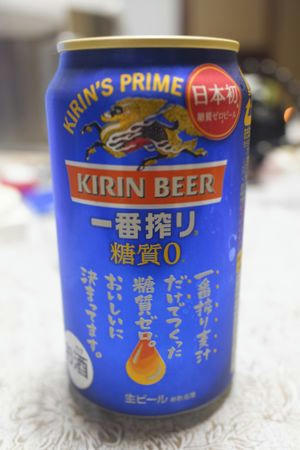 KIRIN'S PRIME
日本初
糖質ゼロビール
KIRIN BEER
一番搾り
糖質0
一番搾り麦汁
だけでつくった
糖質ゼロ。
おいしいに
決まってます。
酒
生ビール